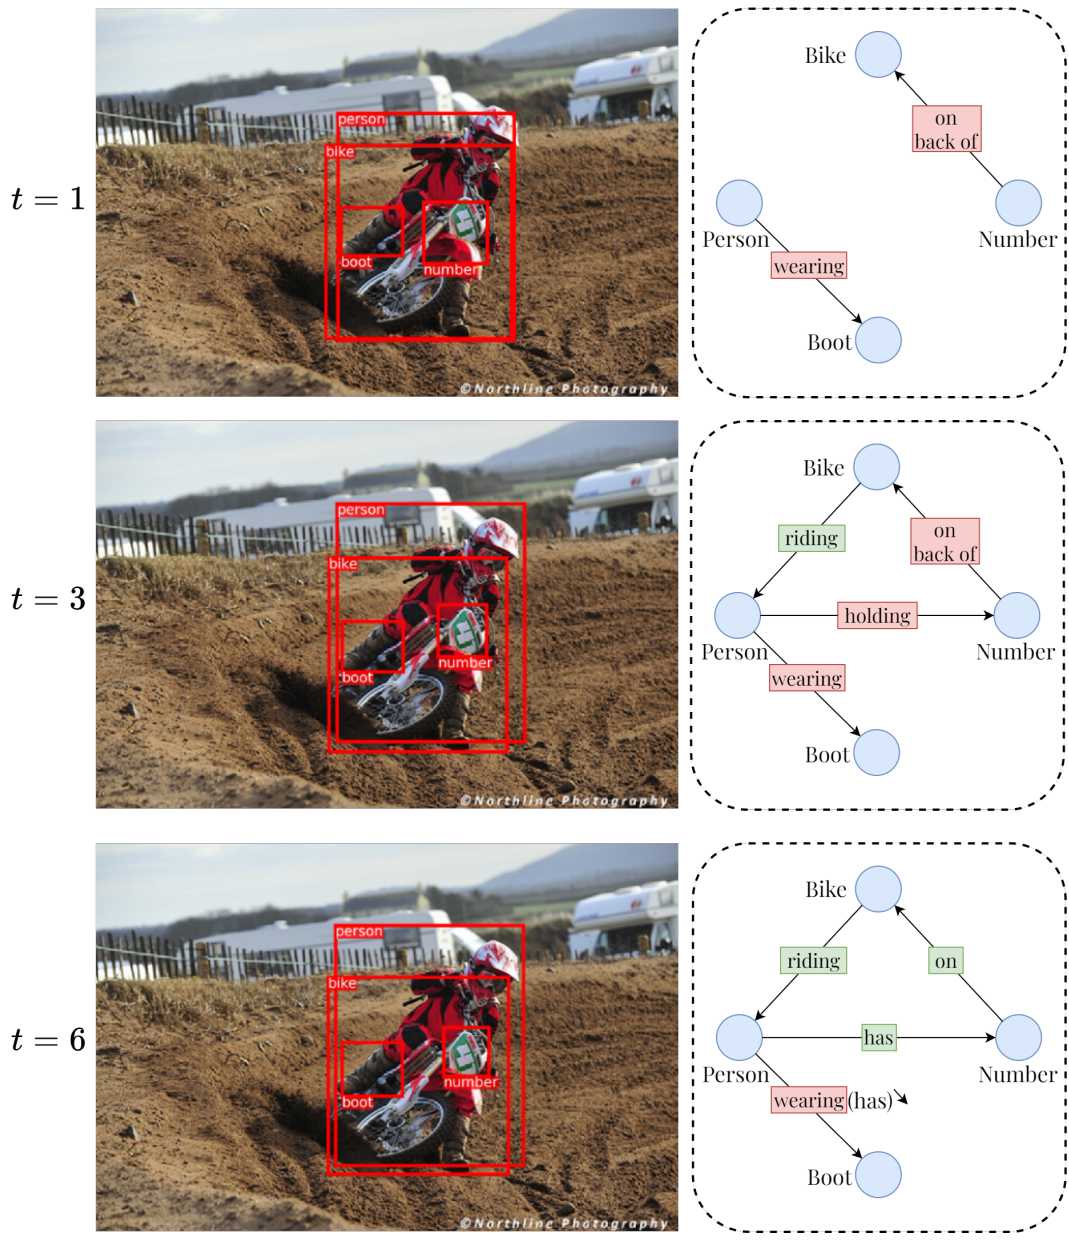 t = 1
person
bike
boot
number
©Northline Photography
Bike
on
back of
Person
Number
wearing
Boot
t = 3
person
bike
boot
number
©Northline Photography
Bike
riding
on
back of
holding
Person
Number
wearing
Boot
t = 6
person
bike
boot
number
©Northline Photography
Bike
riding
on
has
Person
Number
wearing(has)
Boot